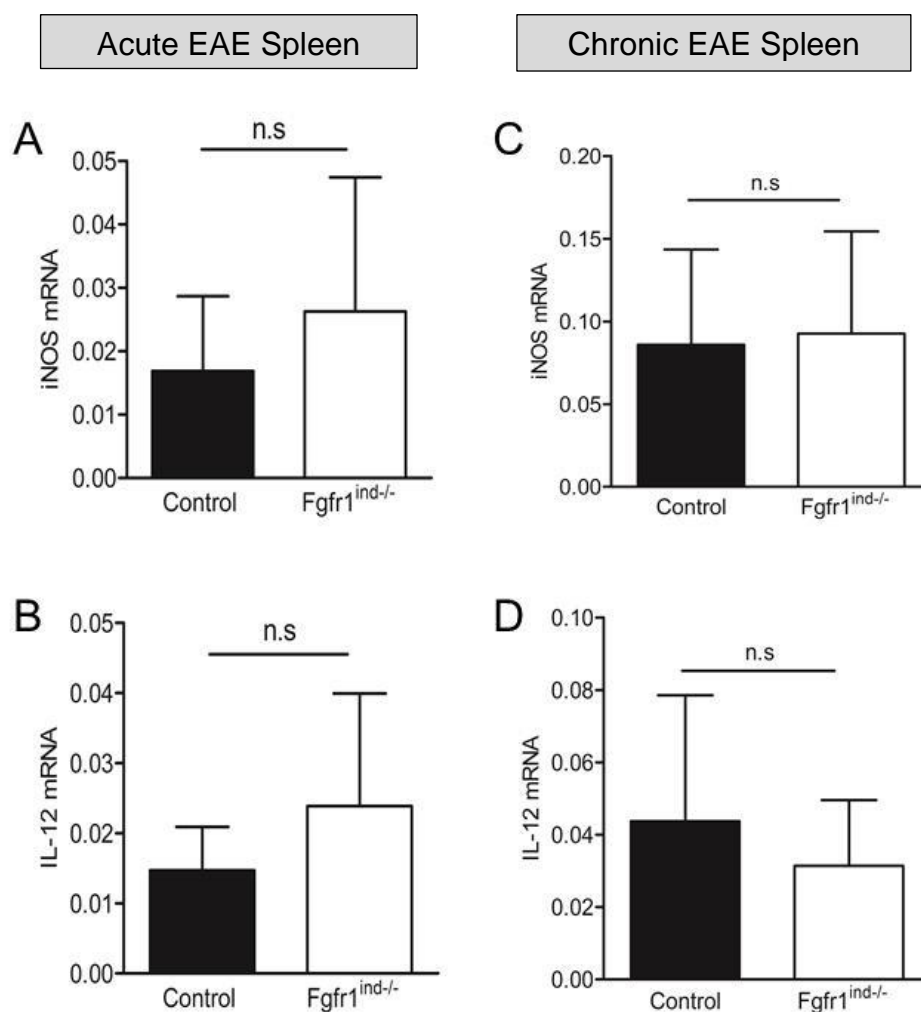 Acute EAE Spleen
Chronic EAE Spleen
A
n.s
0.05
0.04
0.03
0.02
0.01
0.00
iNOS mRNA
Control
Fgfr1ind-/-
C
n.s
0.20
0.15
0.10
0.05
0.00
iNOS mRNA
Control
Fgfr1ind-/-
B
n.s
0.05
0.04
0.03
0.02
0.01
0.00
IL-12 mRNA
Control
Fgfr1ind-/-
D
n.s
0.10
0.08
0.06
0.04
0.02
0.00
IL-12 mRNA
Control
Fgfr1ind-/-